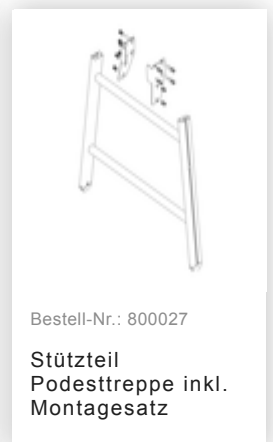 Bestell-Nr.: 800027
Stützteil
Podesttreppe inkl.
Montagesatz